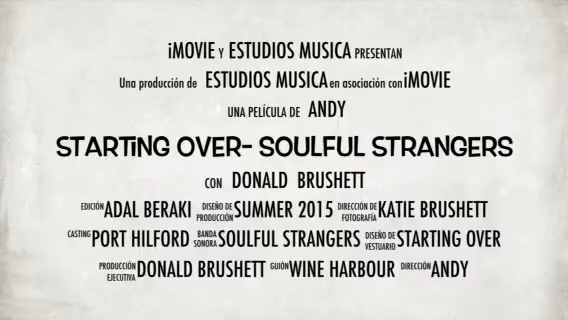 iMOVIE Y ESTUDIOS MUSICA PRESENTAN
Una producción de ESTUDIOS MUSICA en asociación con iMOVIE
UNA PELÍCULA DE ANDY
STARTING OVER- SOULFUL STRANGERS
CON DONALD BRUSHETT
EDICIÓN ADAL BERAKI DISEÑO DE PRODUCCIÓN SUMMER 2015 DIRECCIÓN DE FOTOGRAFÍA KATIE BRUSHETT
CASTING PORT HILFORD BANDA SONORA SOULFUL STRANGERS DISEÑO DE VESTUARIO STARTING OVER
PRODUCCIÓN EJECUTIVA DONALD BRUSHETT GUIÓN WINE HARBOUR DIRECCIÓN ANDY